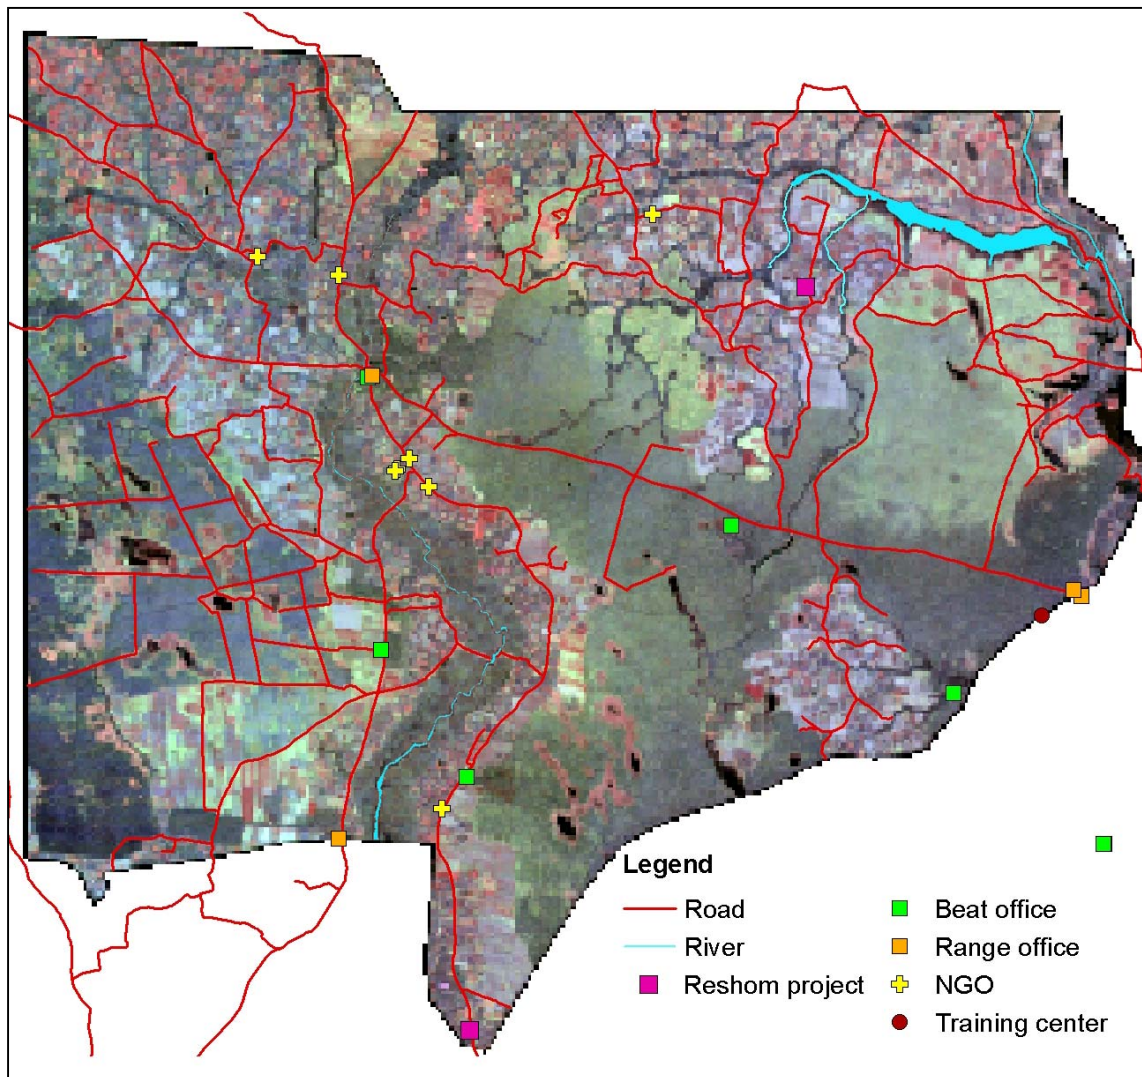 Legend
Road
River
Reshom project
Beat office
Range office
NGO
Training center